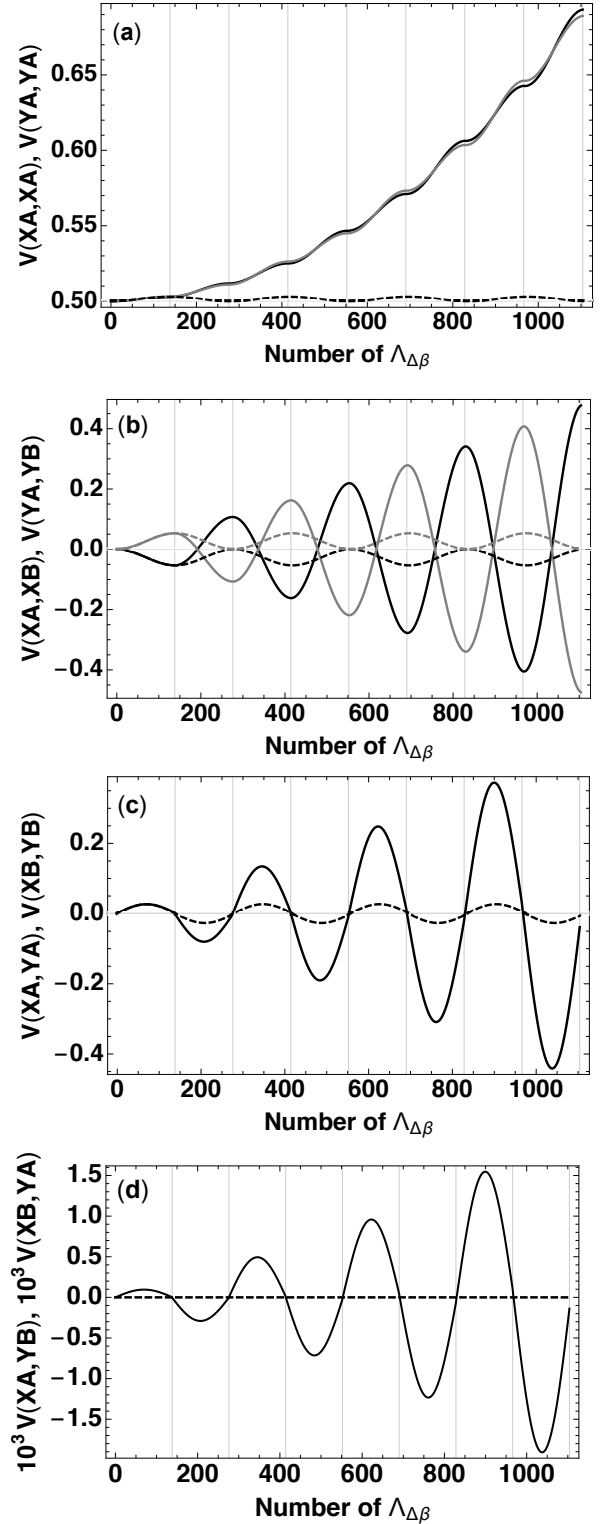 (a)
V(XA,XA), V(YA,YA)
0.65
0.60
0.55
0.50
0 200 400 600 800 1000
Number of Λ_Δβ
(b)
V(XA,XB), V(YA,YB)
0.4
0.2
0.0
−0.2
−0.4
0 200 400 600 800 1000
Number of Λ_Δβ
(c)
V(XA,YA), V(XB,YB)
0.2
0.0
−0.2
−0.4
0 200 400 600 800 1000
Number of Λ_Δβ
(d)
10³ V(XA,YB), 10³ V(XB,YA)
1.5
1.0
0.5
0.0
−0.5
−1.0
−1.5
0 200 400 600 800 1000
Number of Λ_Δβ